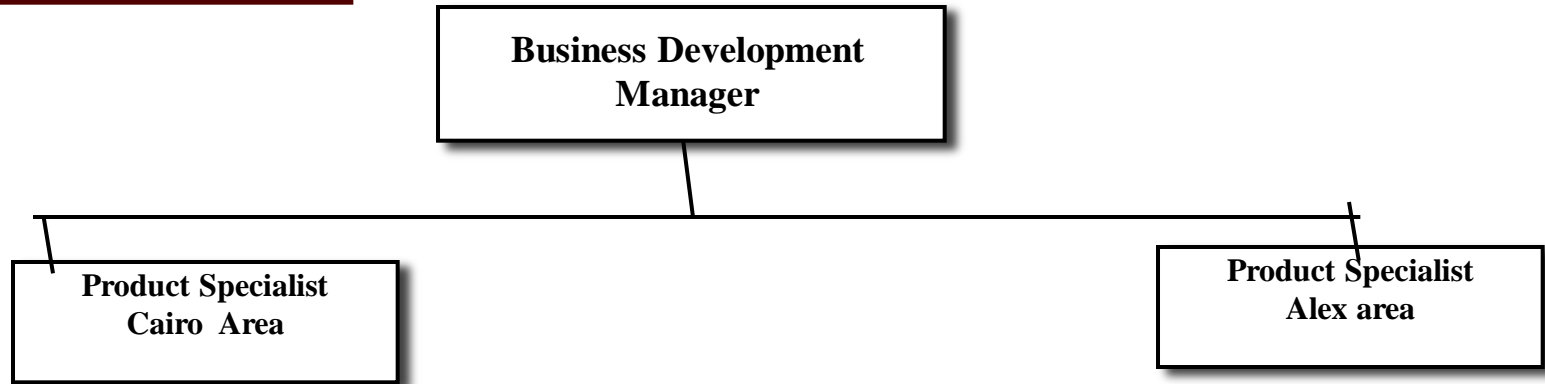 Business Development
Manager
Product Specialist
Cairo Area
Product Specialist
Alex area